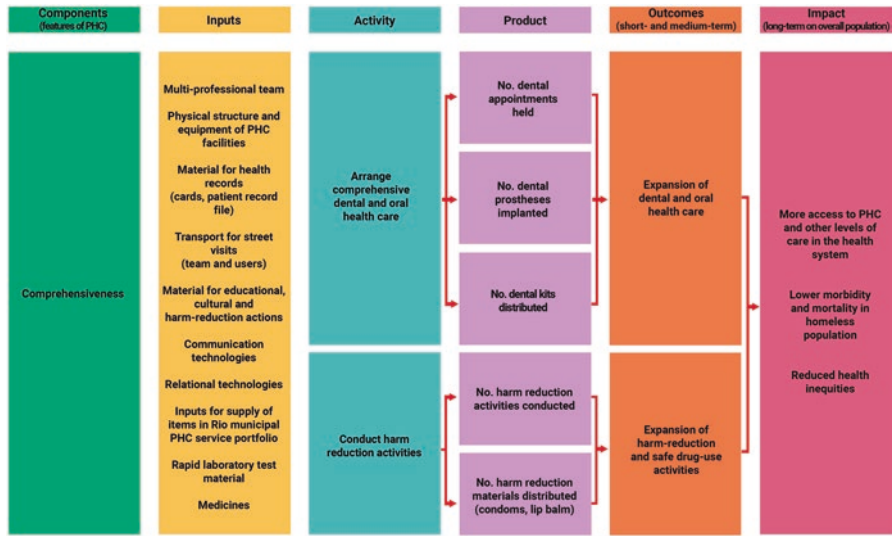 Components
(features of PHC)
Inputs
Activity
Product
Outcomes
(short- and medium-term)
Impact
(long-term on overall population)
Comprehensiveness
Multi-professional team
Physical structure and
equipment of PHC
facilities
Material for health
records
(cards, patient record
file)
Transport for street
visits
(team and users)
Material for educational,
cultural and
harm-reduction actions
Communication
technologies
Relational technologies
Inputs for supply of
items in Rio municipal
PHC service portfolio
Rapid laboratory test
material
Medicines
Arrange
comprehensive
dental and oral
health care
Conduct harm
reduction activities
No. dental
appointments
held
No. dental
prostheses
implanted
No. dental kits
distributed
No. harm reduction
activities conducted
No. harm reduction
materials distributed
(condoms, lip balm)
Expansion of
dental and oral
health care
Expansion of
harm-reduction
and safe drug-use
activities
More access to PHC
and other levels of
care in the health
system
Lower morbidity
and mortality in
homeless
population
Reduced health
inequities